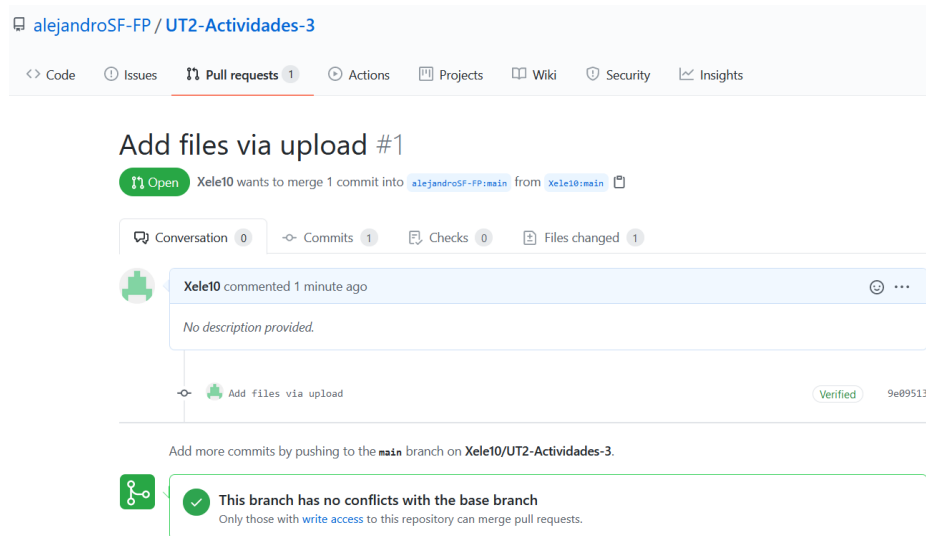 alejandroSF-FP / UT2-Actividades-3
Code Issues Pull requests 1 Actions Projects Wiki Security Insights
Add files via upload #1
Open Xele10 wants to merge 1 commit into alejandroSF-FP:main from Xele10:main
Conversation 0 Commits 1 Checks 0 Files changed 1
Xele10 commented 1 minute ago
No description provided.
Add files via upload Verified 9e09513
Add more commits by pushing to the main branch on Xele10/UT2-Actividades-3.
This branch has no conflicts with the base branch
Only those with write access to this repository can merge pull requests.